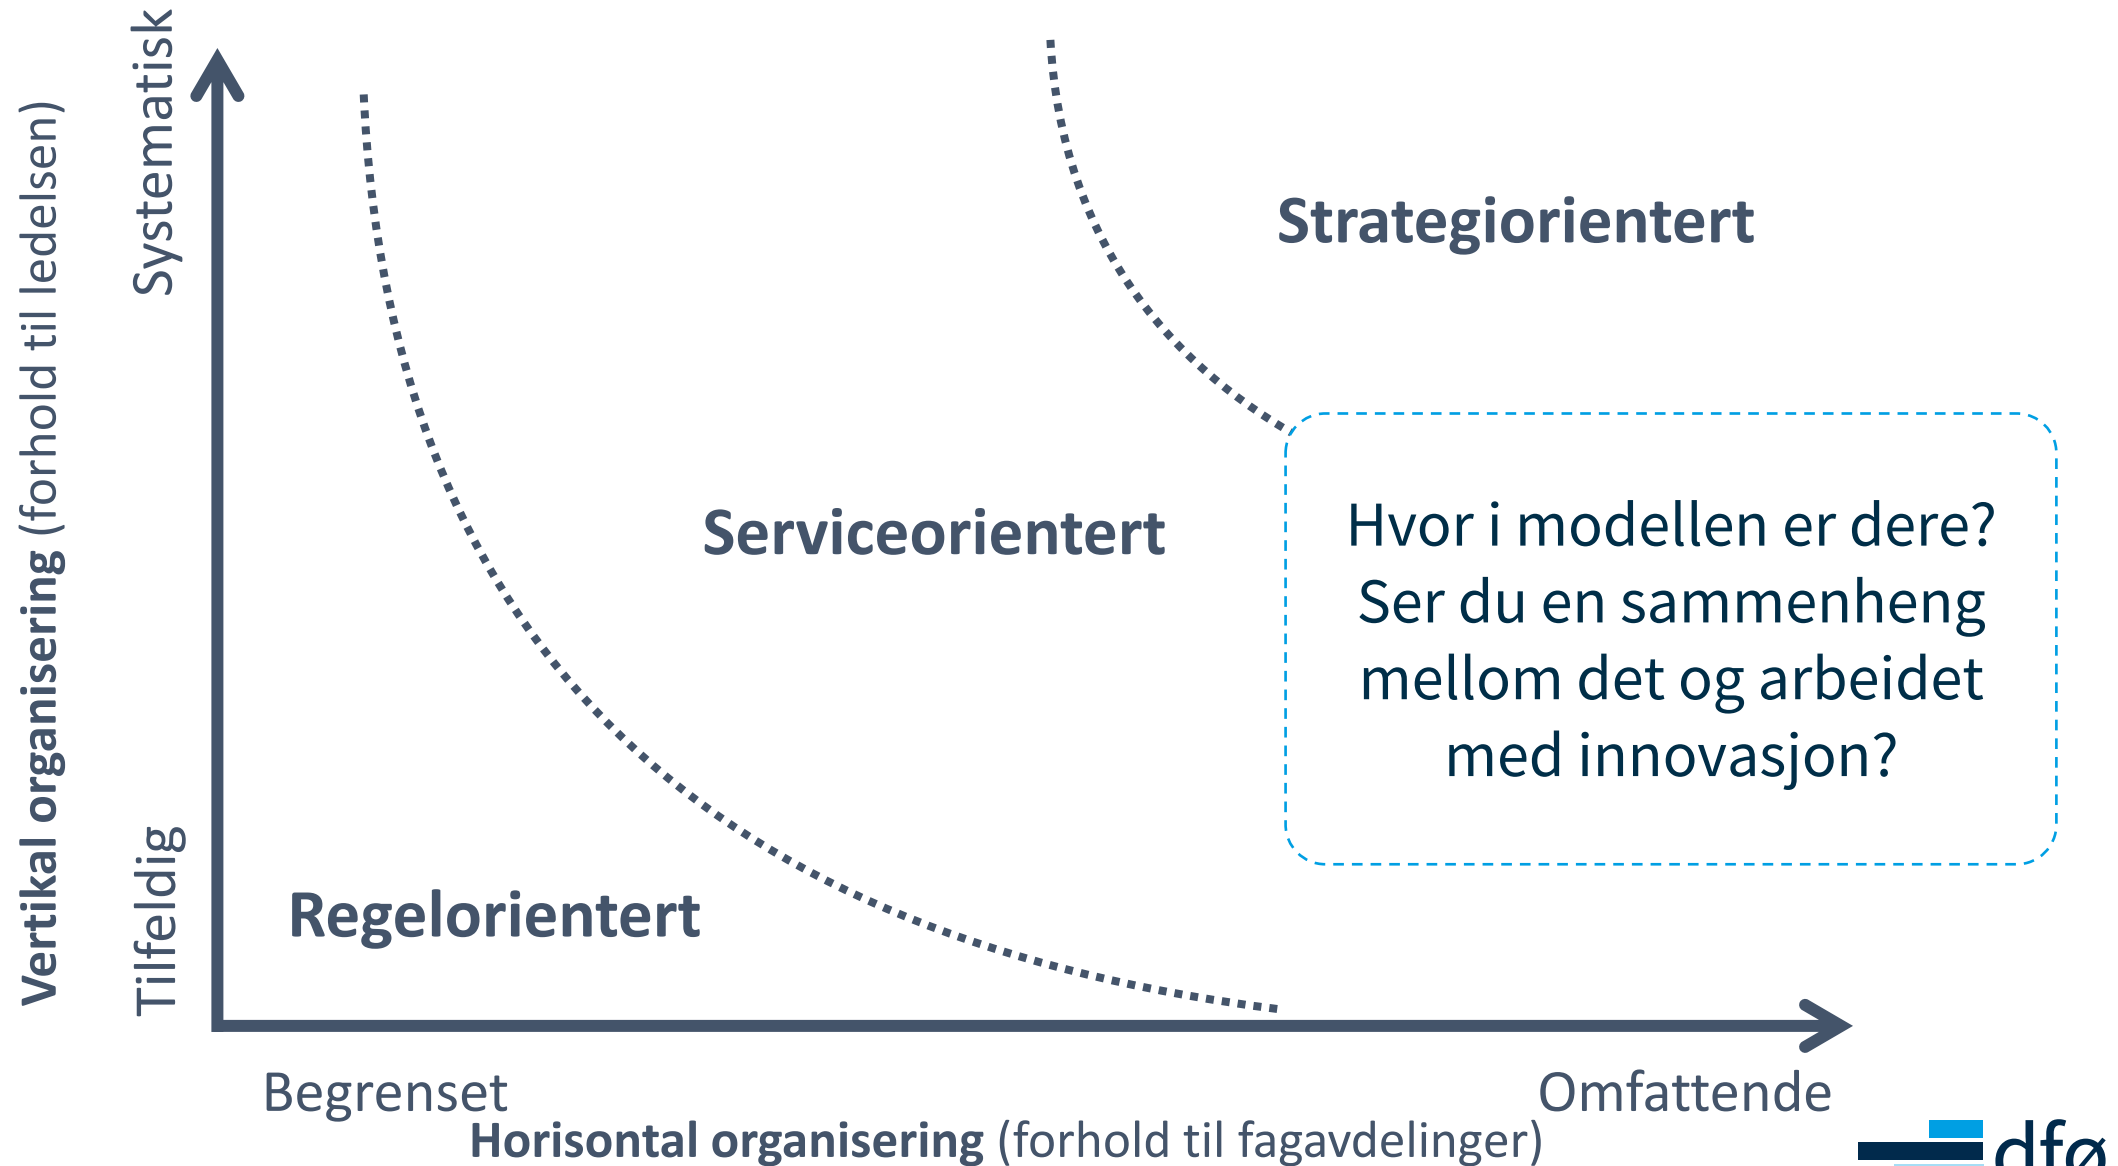 Vertikal organisering (forhold til ledelsen)
Systematisk
Tilfeldig
Strategiorientert
Serviceorientert
Regelorientert
Hvor i modellen er dere?
Ser du en sammenheng
mellom det og arbeidet
med innovasjon?
Begrenset
Omfattende
Horisontal organisering (forhold til fagavdelinger)
dfø